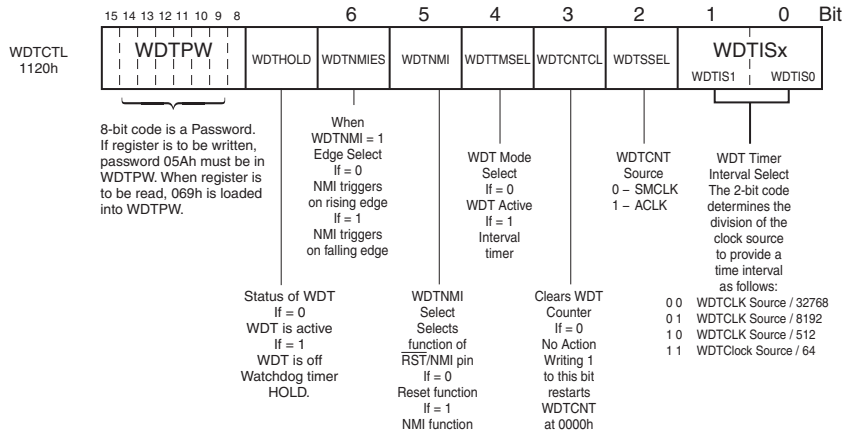 15 14 13 12 11 10 9 8 6 5 4 3 2 1 0 Bit
WDTCTL
1120h
WDTPW
WDTHOLD
WDTNMIES
WDTNMI
WDTTMSEL
WDTCNTCL
WDTSSEL
WDTISx
WDTIS1
WDTIS0
8-bit code is a Password.
If register is to be written,
password 05Ah must be in
WDTPW. When register is
to be read, 069h is loaded
into WDTPW.
When
WDTNMI = 1
Edge Select
If = 0
NMI triggers
on rising edge
If = 1
NMI triggers
on falling edge
WDT Mode
Select
If = 0
WDT Active
If = 1
Interval
timer
WDTCNT
Source
0 – SMCLK
1 – ACLK
WDT Timer
Interval Select
The 2-bit code
determines the
division of the
clock source
to provide a
time interval
as follows:
0 0 WDTCLK Source / 32768
0 1 WDTCLK Source / 8192
1 0 WDTCLK Source / 512
1 1 WDTClock Source / 64
Status of WDT
If = 0
WDT is active
If = 1
WDT is off
Watchdog timer
HOLD.
WDTNMI
Select
Selects
function of
RST/NMI pin
If = 0
Reset function
If = 1
NMI function
Clears WDT
Counter
If = 0
No Action
Writing 1
to this bit
restarts
WDTCNT
at 0000h